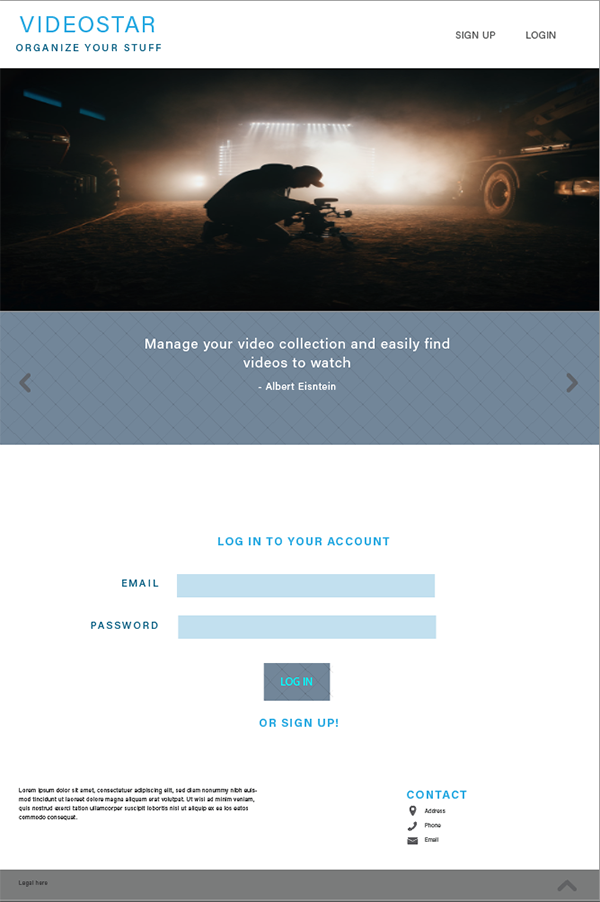 VIDEOSTAR
ORGANIZE YOUR STUFF
SIGN UP
LOGIN
Manage your video collection and easily find
videos to watch
- Albert Eisntein
LOG IN TO YOUR ACCOUNT
EMAIL
PASSWORD
LOG IN
OR SIGN UP!
Lorem ipsum dolor sit amet, consectetuer adipiscing elit, sed diam nonummy nibh euis-
mod tincidunt ut laoreet dolore magna aliquam erat volutpat. Ut wisi ad minim veniam,
quis nostrud exerci tation ullamcorper suscipit lobortis nisl ut aliquip ex ea los eatos
commodo consequat.
CONTACT
Address
Phone
Email
Legal here